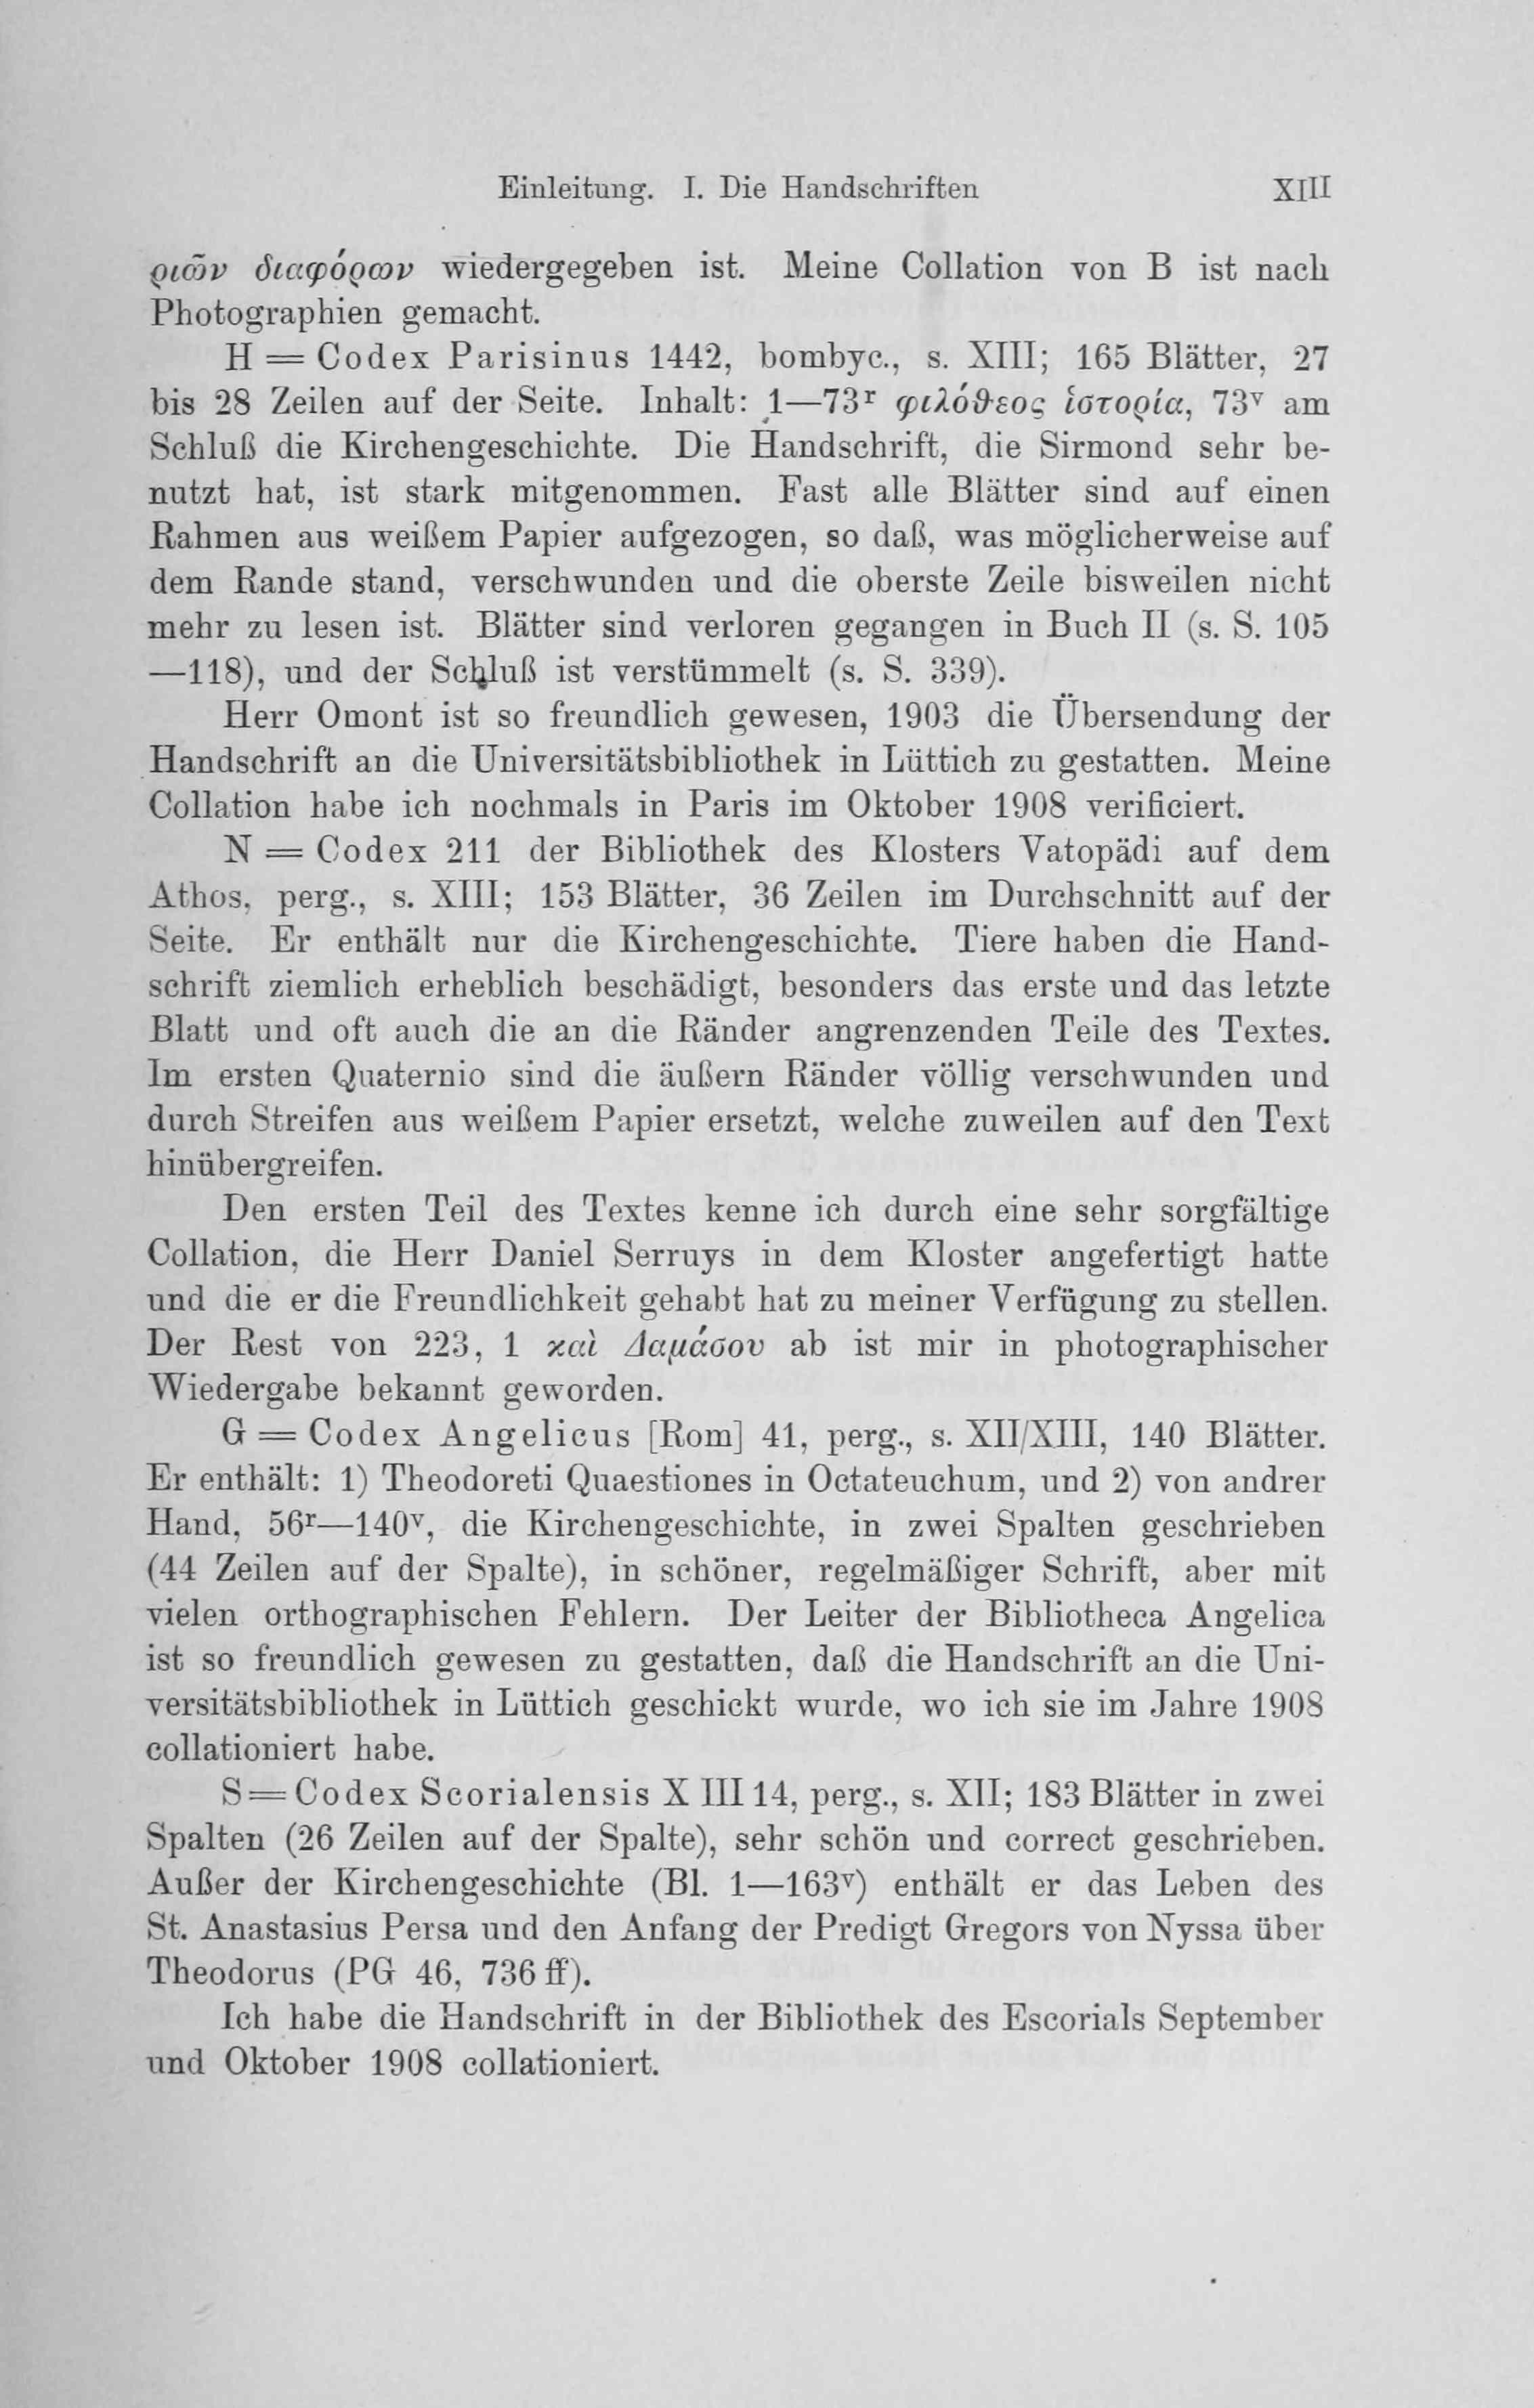 Einleitung. I. Die Handschriften XIII
ριῶν διαφόρων wiedergegeben ist. Meine Collation von B ist nach
Photographien gemacht.
H = Codex Parisinus 1442, bombyc., s. XIII; 165 Blätter, 27
bis 28 Zeilen auf der Seite. Inhalt: 1—73ʳ φιλόθεος ἱστορία, 73ᵛ am
Schluß die Kirchengeschichte. Die Handschrift, die Sirmond sehr be-
nutzt hat, ist stark mitgenommen. Fast alle Blätter sind auf einen
Rahmen aus weißem Papier aufgezogen, so daß, was möglicherweise auf
dem Rande stand, verschwunden und die oberste Zeile bisweilen nicht
mehr zu lesen ist. Blätter sind verloren gegangen in Buch II (s. S. 105
—118), und der Schluß ist verstümmelt (s. S. 339).
Herr Omont ist so freundlich gewesen, 1903 die Übersendung der
Handschrift an die Universitätsbibliothek in Lüttich zu gestatten. Meine
Collation habe ich nochmals in Paris im Oktober 1908 verificiert.
N = Codex 211 der Bibliothek des Klosters Vatopädi auf dem
Athos, perg., s. XIII; 153 Blätter, 36 Zeilen im Durchschnitt auf der
Seite. Er enthält nur die Kirchengeschichte. Tiere haben die Hand-
schrift ziemlich erheblich beschädigt, besonders das erste und das letzte
Blatt und oft auch die an die Ränder angrenzenden Teile des Textes.
Im ersten Quaternio sind die äußern Ränder völlig verschwunden und
durch Streifen aus weißem Papier ersetzt, welche zuweilen auf den Text
hinübergreifen.
Den ersten Teil des Textes kenne ich durch eine sehr sorgfältige
Collation, die Herr Daniel Serruys in dem Kloster angefertigt hatte
und die er die Freundlichkeit gehabt hat zu meiner Verfügung zu stellen.
Der Rest von 223, 1 καὶ Δαμάσου ab ist mir in photographischer
Wiedergabe bekannt geworden.
G = Codex Angelicus [Rom] 41, perg., s. XII/XIII, 140 Blätter.
Er enthält: 1) Theodoreti Quaestiones in Octateuchum, und 2) von andrer
Hand, 56ʳ—140ᵛ, die Kirchengeschichte, in zwei Spalten geschrieben
(44 Zeilen auf der Spalte), in schöner, regelmäßiger Schrift, aber mit
vielen orthographischen Fehlern. Der Leiter der Bibliotheca Angelica
ist so freundlich gewesen zu gestatten, daß die Handschrift an die Uni-
versitätsbibliothek in Lüttich geschickt wurde, wo ich sie im Jahre 1908
collationiert habe.
S = Codex Scorialensis X III 14, perg., s. XII; 183 Blätter in zwei
Spalten (26 Zeilen auf der Spalte), sehr schön und correct geschrieben.
Außer der Kirchengeschichte (Bl. 1—163ᵛ) enthält er das Leben des
St. Anastasius Persa und den Anfang der Predigt Gregors von Nyssa über
Theodorus (PG 46, 736 ff).
Ich habe die Handschrift in der Bibliothek des Escorials September
und Oktober 1908 collationiert.